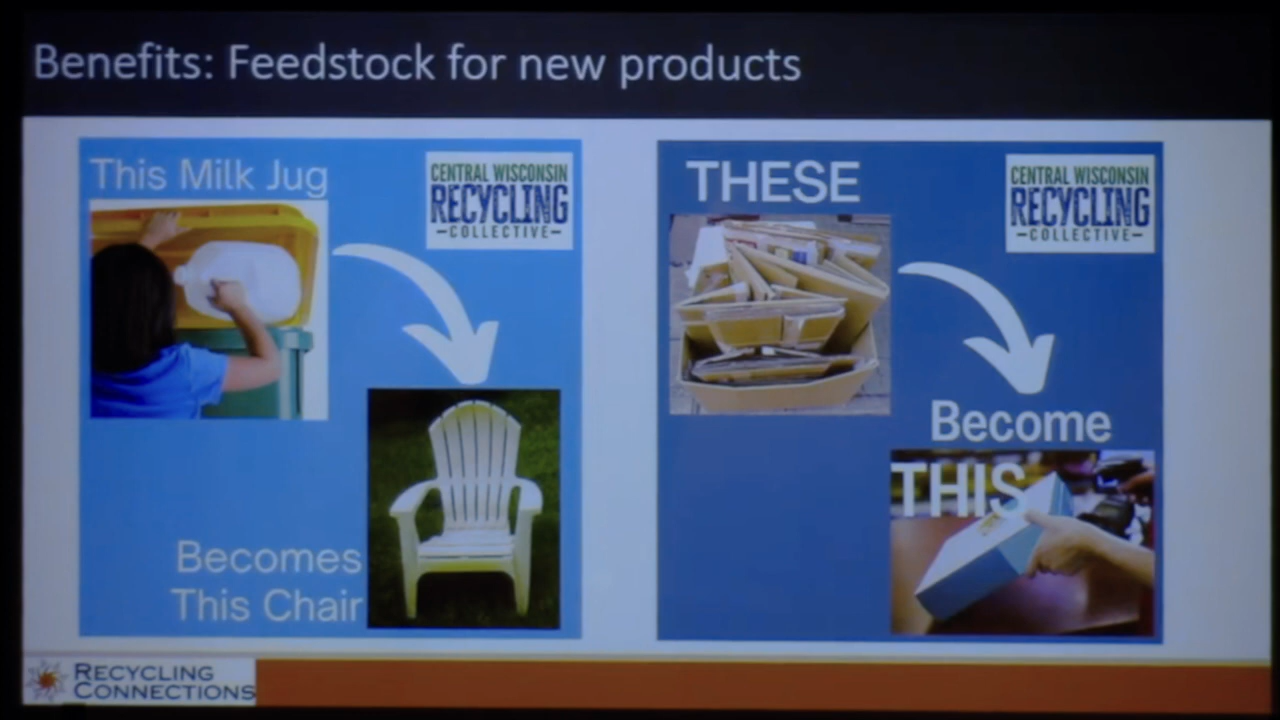 Benefits: Feedstock for new products
This Milk Jug
CENTRAL WISCONSIN
RECYCLING
COLLECTIVE
Becomes
This Chair
THESE
CENTRAL WISCONSIN
RECYCLING
COLLECTIVE
Become
THIS
RECYCLING
CONNECTIONS